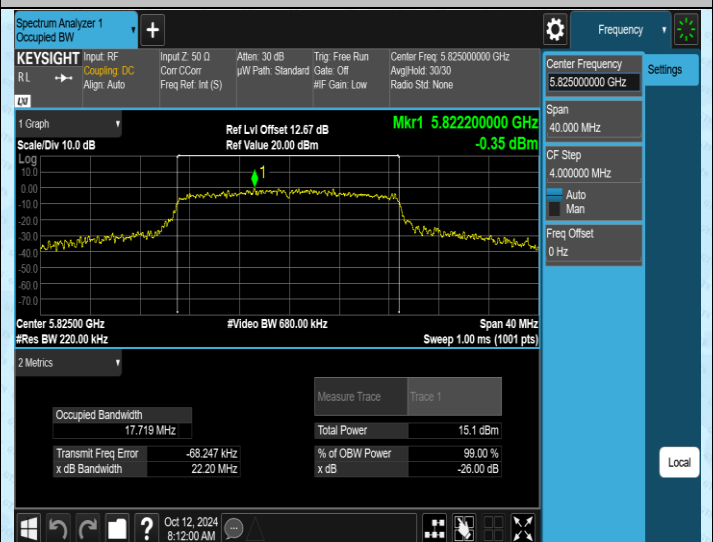 Spectrum Analyzer 1
Occupied BW
+
Frequency
KEYSIGHT
RL
LXI
Input: RF
Coupling: DC
Align: Auto
Input Z: 50 Ω
Corr CCorr
Freq Ref: Int (S)
Atten: 30 dB
µW Path: Standard
Trig: Free Run
Gate: Off
#IF Gain: Low
Center Freq: 5.825000000 GHz
Avg|Hold: 30/30
Radio Std: None
Center Frequency
5.825000000 GHz
Settings
Span
40.000 MHz
CF Step
4.000000 MHz
Auto
Man
Freq Offset
0 Hz
1 Graph
Scale/Div 10.0 dB
Ref Lvl Offset 12.67 dB
Ref Value 20.00 dBm
Mkr1 5.822200000 GHz
-0.35 dBm
Log
10.0
0.00
-10.0
-20.0
-30.0
-40.0
-50.0
-60.0
-70.0
1
Center 5.82500 GHz
#Res BW 220.00 kHz
#Video BW 680.00 kHz
Span 40 MHz
Sweep 1.00 ms (1001 pts)
2 Metrics
Measure Trace Trace 1
Occupied Bandwidth
17.719 MHz
Total Power 15.1 dBm
Transmit Freq Error -68.247 kHz
% of OBW Power 99.00 %
x dB Bandwidth 22.20 MHz
x dB -26.00 dB
Local
?
Oct 12, 2024
8:12:00 AM